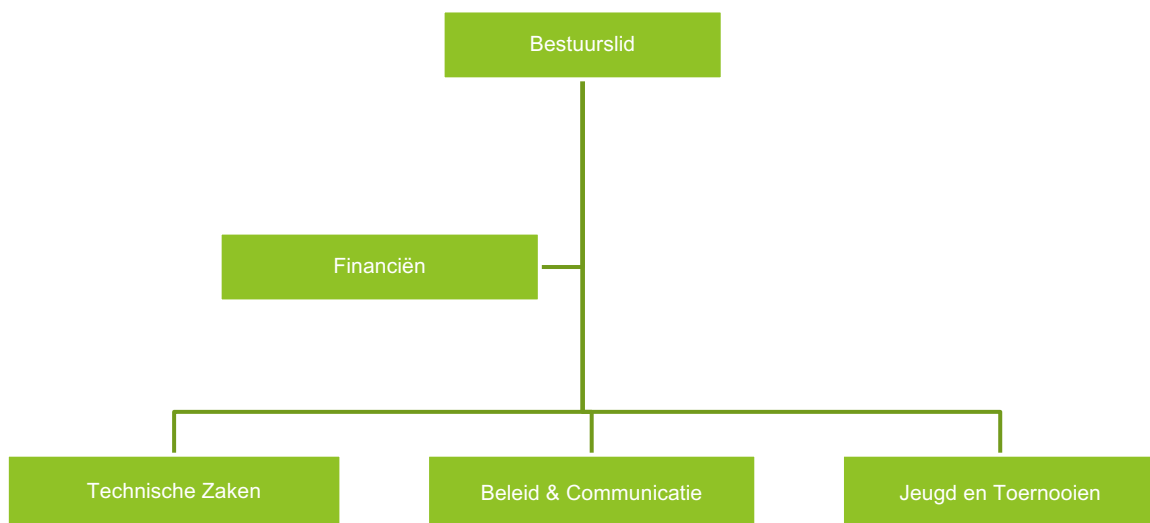 Bestuurslid
Financiën
Technische Zaken
Beleid & Communicatie
Jeugd en Toernooien